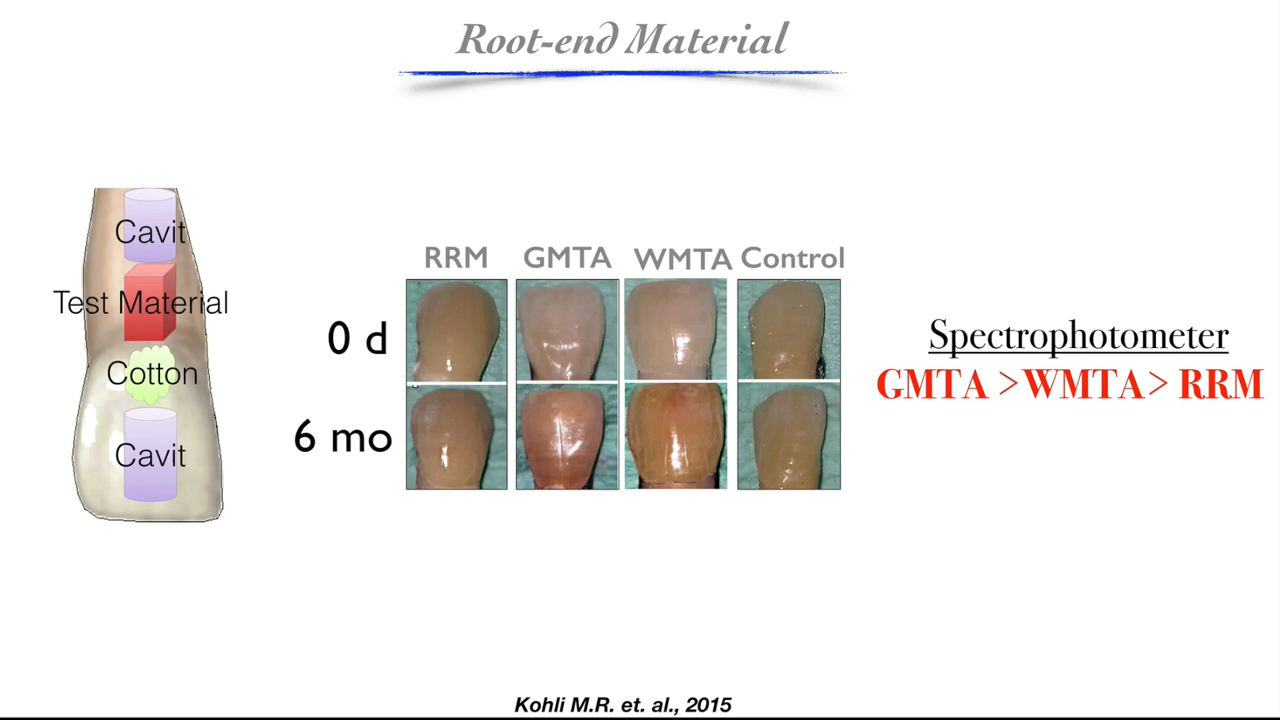 Root-end Material
Cavit
Test Material
Cotton
Cavit
RRM GMTA WMTA Control
0 d
6 mo
Spectrophotometer
GMTA > WMTA > RRM
Kohli M.R. et. al., 2015